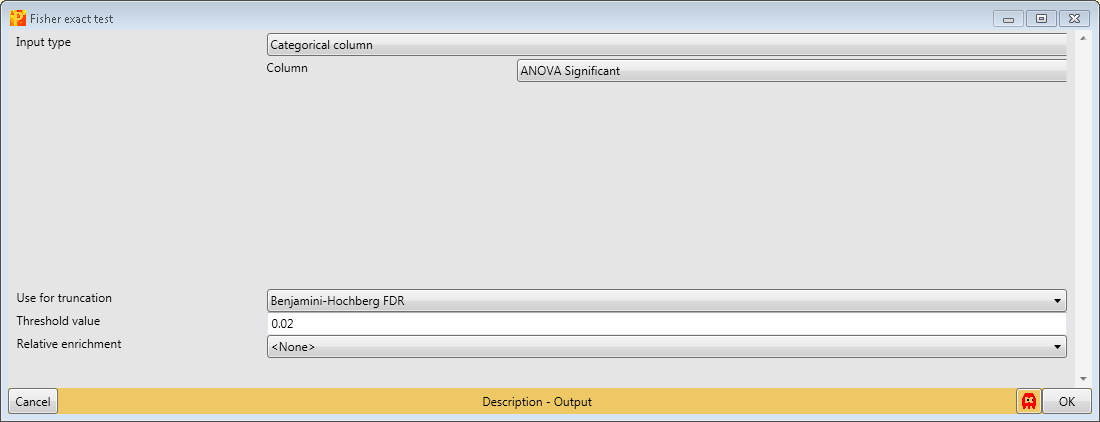 Fisher exact test
Input type
Categorical column
Column
ANOVA Significant
Use for truncation
Benjamini-Hochberg FDR
Threshold value
0.02
Relative enrichment
<None>
Cancel
Description - Output
OK